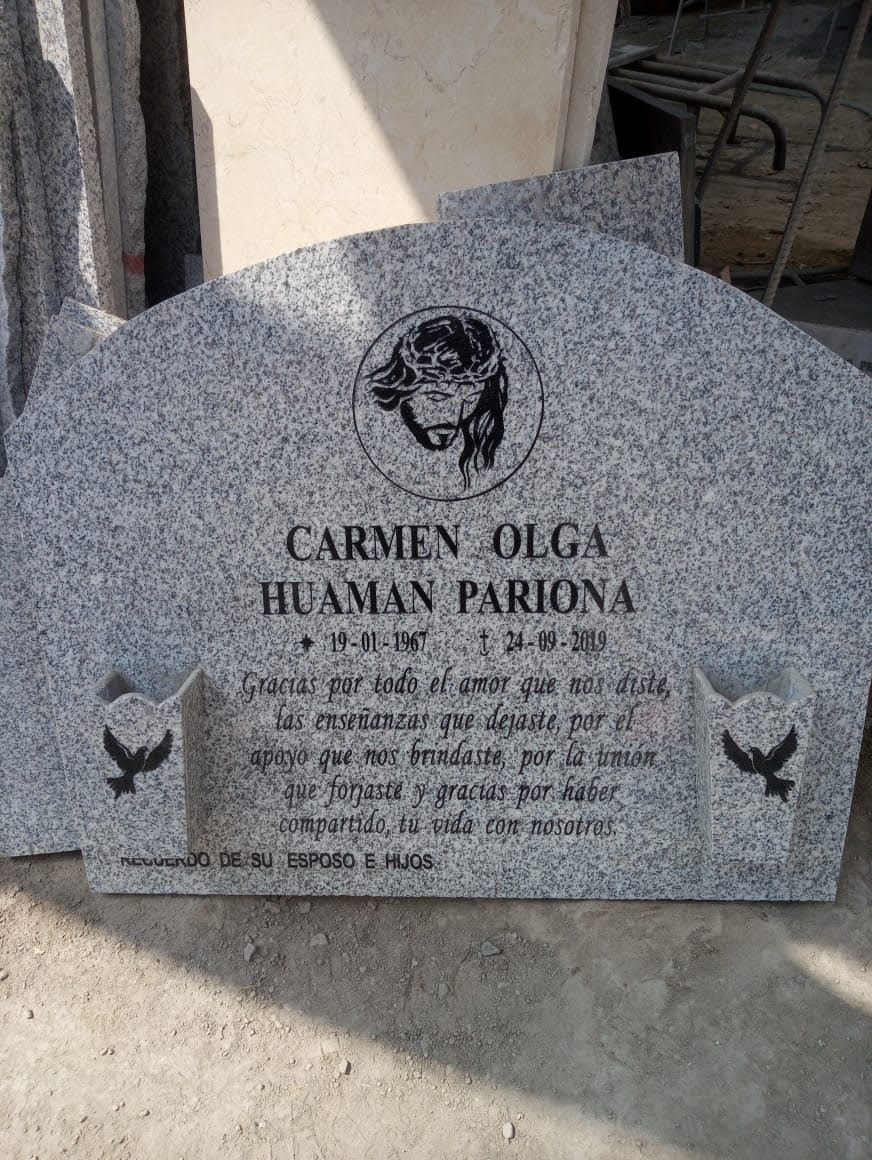 CARMEN OLGA
HUAMAN PARIONA
19-01-1967 † 24-09-2019
Gracias por todo el amor que nos diste,
las enseñanzas que dejaste, por el
apoyo que nos brindaste, por la unión
que forjaste y gracias por haber
compartido, tu vida con nosotros.
RECUERDO DE SU ESPOSO E HIJOS